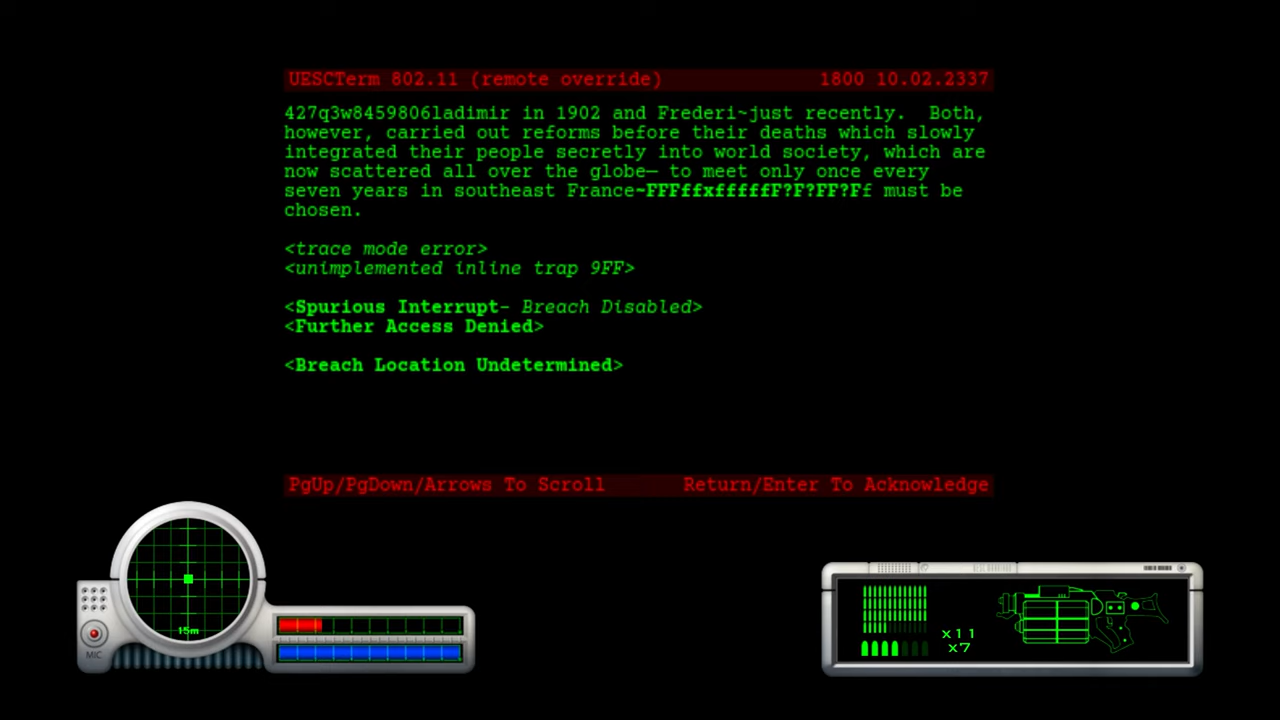 UESCTerm 802.11 (remote override) 1800 10.02.2337
427q3w8459806ladimir in 1902 and Frederi~just recently.  Both,
however, carried out reforms before their deaths which slowly
integrated their people secretly into world society, which are
now scattered all over the globe— to meet only once every
seven years in southeast France~FFFffxfffffF?F?FF?Ff must be
chosen.
<trace mode error>
<unimplemented inline trap 9FF>
<Spurious Interrupt- Breach Disabled>
<Further Access Denied>
<Breach Location Undetermined>
PgUp/PgDown/Arrows To Scroll Return/Enter To Acknowledge
15m
MIC
x11
x7